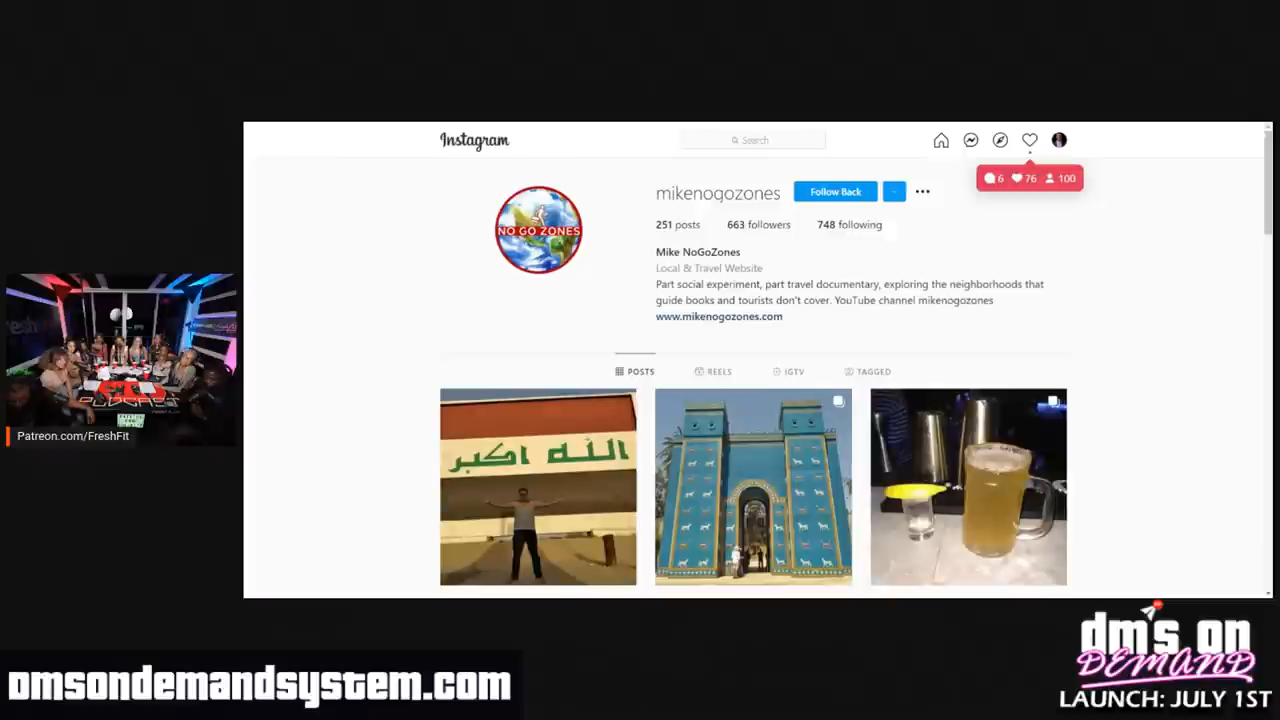 Instagram
Search
6 76 100
mikenogozones
Follow Back
251 posts 663 followers 748 following
Mike NoGoZones
Local & Travel Website
Part social experiment, part travel documentary, exploring the neighborhoods that
guide books and tourists don't cover. YouTube channel mikenogozones
www.mikenogozones.com
NO GO ZONES
POSTS REELS IGTV TAGGED
الله اكبر
PODCAST
Patreon.com/FreshFit
dm's on
DEMAND
LAUNCH: JULY 1ST
DMSONDEMANDSYSTEM.COM